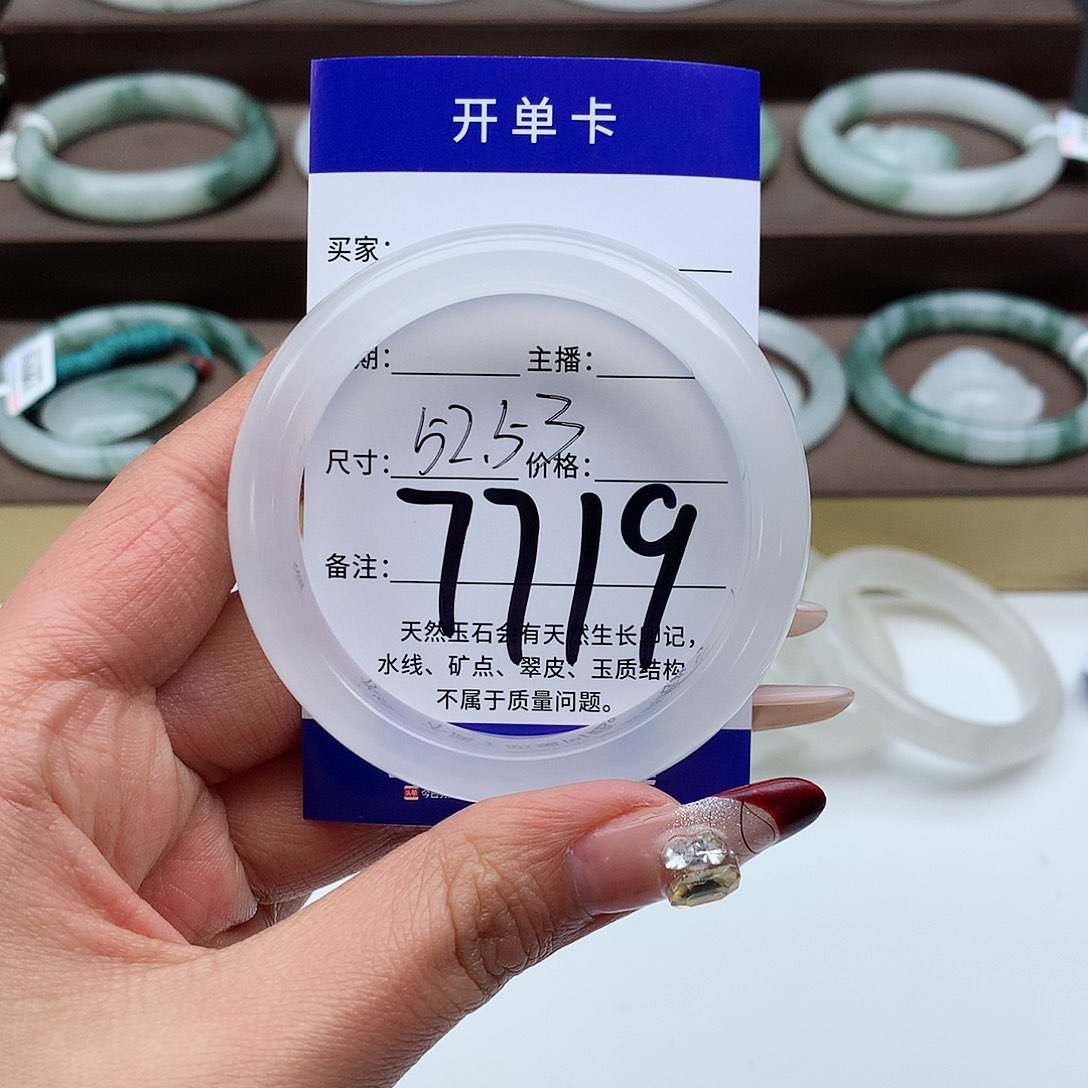 开单卡
买家：
期： 主播：
尺寸： 52.53 价格：
7719
备注：
天然玉石会有天然生长印记，
水线、矿点、翠皮、玉质结构
不属于质量问题。